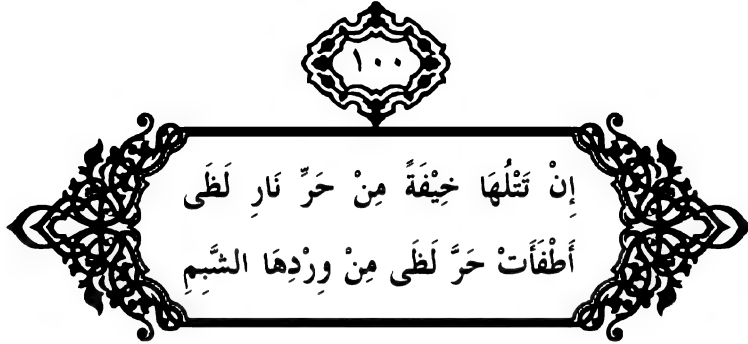 ١٠٠
إِنْ تَتْلُهَا خِيْفَةً مِنْ حَرِّ نَارِ لَظَى
أَطْفَأَتْ حَرَّ لَظَى مِنْ وِرْدِهَا الشَّبِمِ